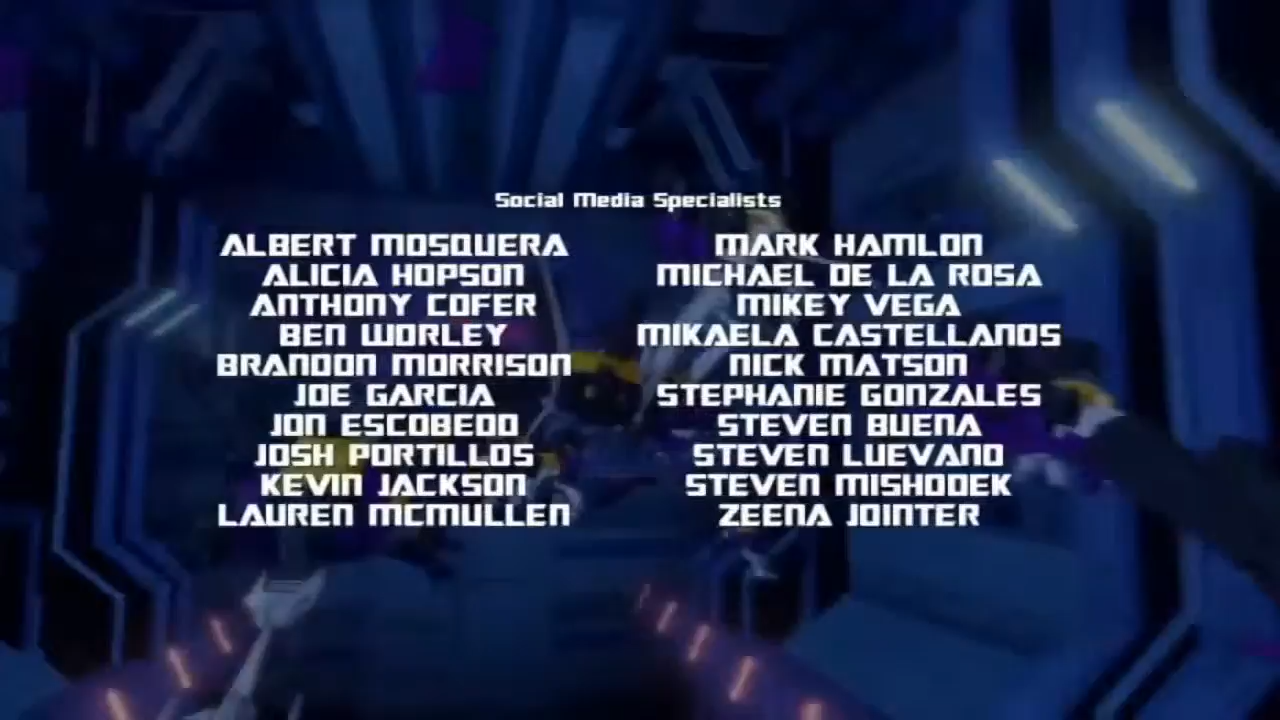 Social Media Specialists
ALBERT MOSQUERA
ALICIA HOPSON
ANTHONY COFER
BEN WORLEY
BRANDON MORRISON
JOE GARCIA
JON ESCOBEDO
JOSH PORTILLOS
KEVIN JACKSON
LAUREN MCMULLEN
MARK HAMLON
MICHAEL DE LA ROSA
MIKEY VEGA
MIKAELA CASTELLANOS
NICK MATSON
STEPHANIE GONZALES
STEVEN BUENA
STEVEN LUEVANO
STEVEN MISHODEK
ZEENA JOINTER